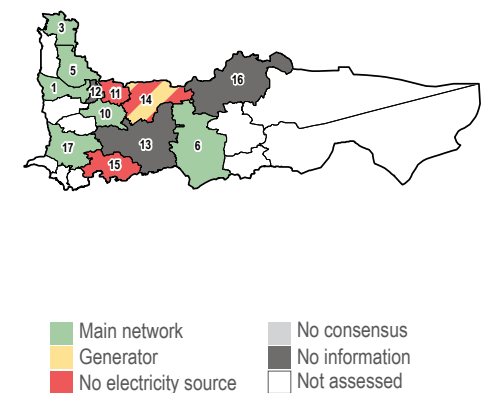 3
5
16
1
12
11
14
10
17
13
6
15
Main network
Generator
No electricity source
No consensus
No information
Not assessed